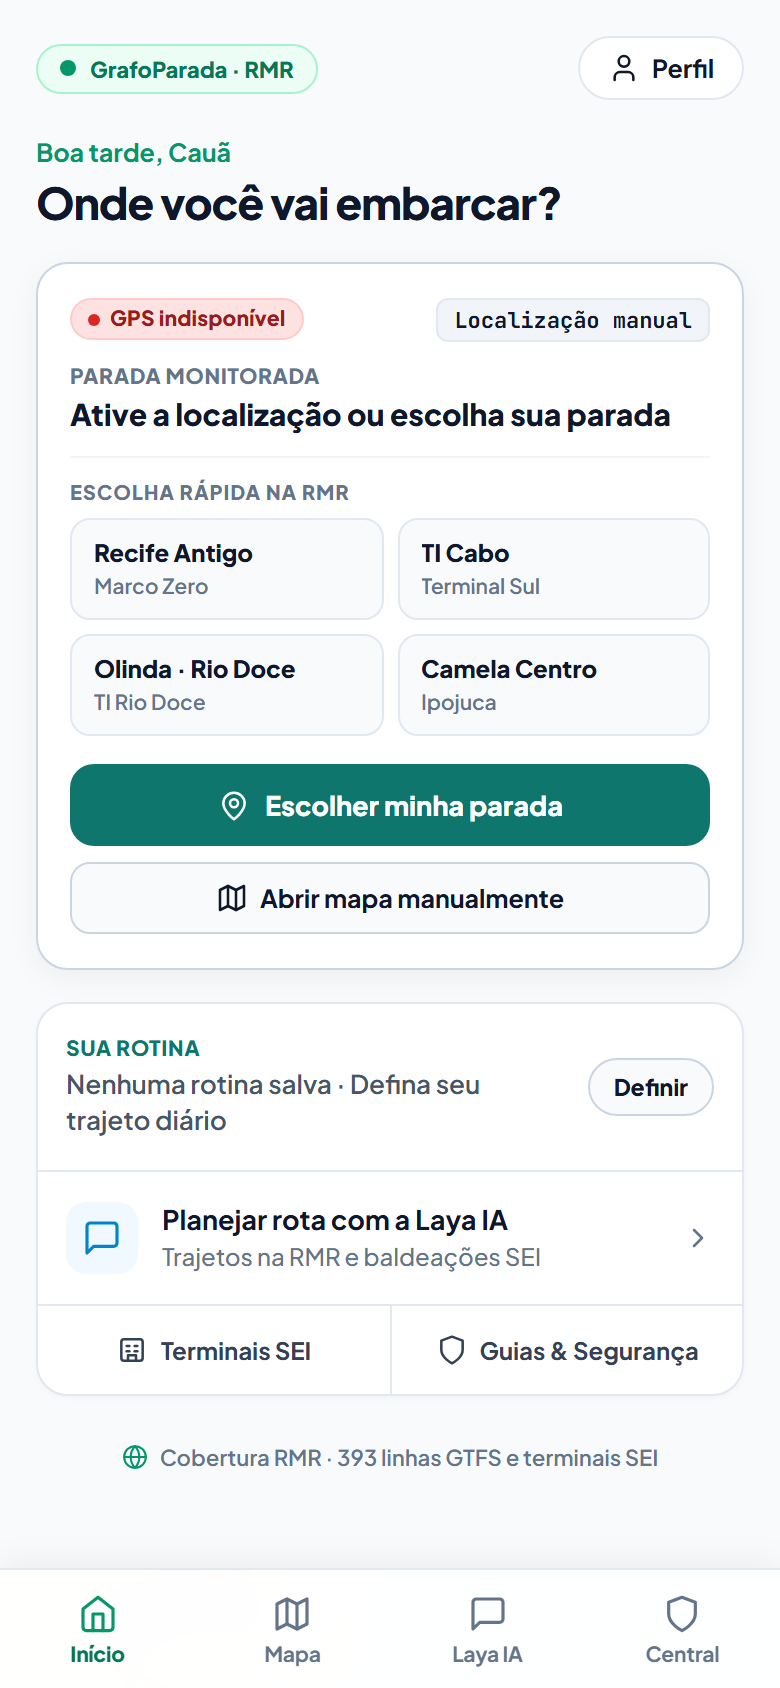 GrafoParada · RMR
Perfil
Boa tarde, Cauã
Onde você vai embarcar?
GPS indisponível
Localização manual
PARADA MONITORADA
Ative a localização ou escolha sua parada
ESCOLHA RÁPIDA NA RMR
Recife Antigo
Marco Zero
TI Cabo
Terminal Sul
Olinda · Rio Doce
TI Rio Doce
Camela Centro
Ipojuca
Escolher minha parada
Abrir mapa manualmente
SUA ROTINA
Nenhuma rotina salva · Defina seu
trajeto diário
Definir
Planejar rota com a Laya IA
Trajetos na RMR e baldeações SEI
Terminais SEI
Guias & Segurança
Cobertura RMR · 393 linhas GTFS e terminais SEI
Início
Mapa
Laya IA
Central